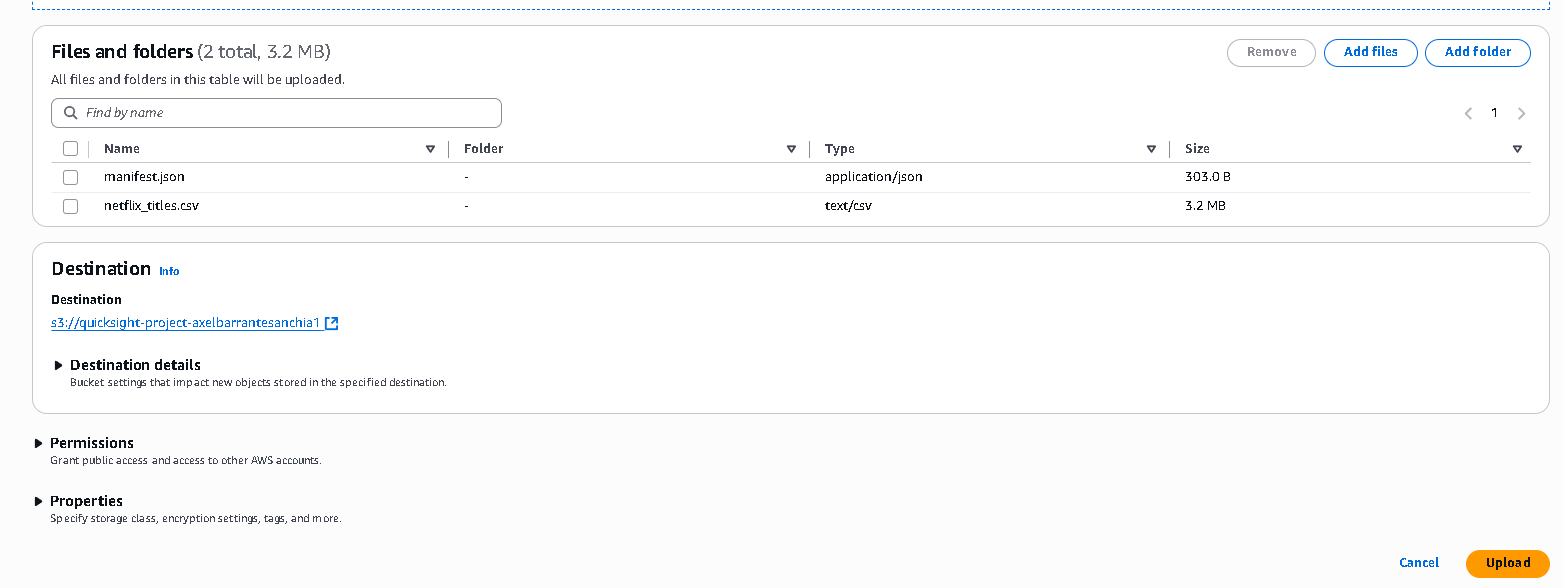 Files and folders (2 total, 3.2 MB)
Remove
Add files
Add folder
All files and folders in this table will be uploaded.
Find by name
1
Name Folder Type Size
manifest.json - application/json 303.0 B
netflix_titles.csv - text/csv 3.2 MB
Destination Info
Destination
s3://quicksight-project-axelbarrantesanchia1
Destination details
Bucket settings that impact new objects stored in the specified destination.
Permissions
Grant public access and access to other AWS accounts.
Properties
Specify storage class, encryption settings, tags, and more.
Cancel
Upload